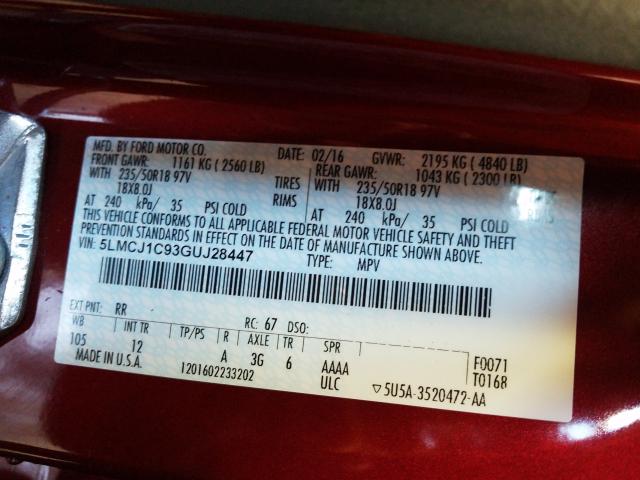 MFD. BY FORD MOTOR CO. DATE: 02/16 GVWR: 2195 KG ( 4840 LB)
FRONT GAWR: 1161 KG ( 2560 LB) REAR GAWR: 1043 KG ( 2300 LB)
WITH 235/50R18 97V TIRES WITH 235/50R18 97V
18X8.0J RIMS 18X8.0J
AT 240 kPa/ 35 PSI COLD AT 240 kPa/ 35 PSI COLD
THIS VEHICLE CONFORMS TO ALL APPLICABLE FEDERAL MOTOR VEHICLE SAFETY AND THEFT
PREVENTION STANDARDS IN EFFECT ON THE DATE OF MANUFACTURE SHOWN ABOVE.
VIN: 5LMCJ1C93GUJ28447 TYPE: MPV
EXT PNT: RR RC: 67 DSO:
WB INT TR TP/PS R AXLE TR SPR
105 12 A 3G 6 AAAA F0071
MADE IN U.S.A. 1201602233202 ULC ▽5U5A-3520472-AA T0168